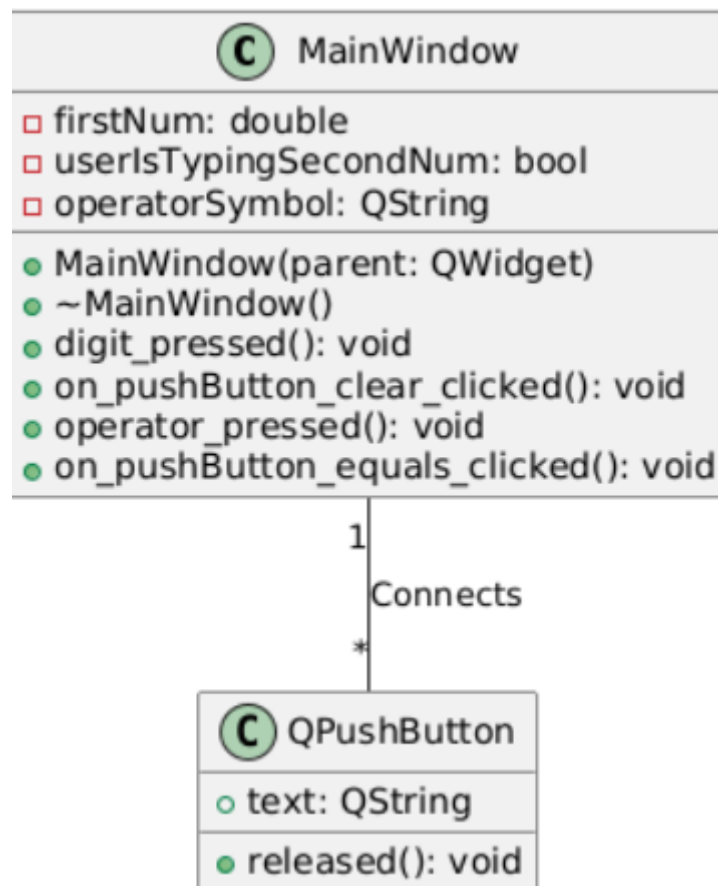 C MainWindow
firstNum: double
userIsTypingSecondNum: bool
operatorSymbol: QString
MainWindow(parent: QWidget)
~MainWindow()
digit_pressed(): void
on_pushButton_clear_clicked(): void
operator_pressed(): void
on_pushButton_equals_clicked(): void
1
Connects
*
C QPushButton
text: QString
released(): void